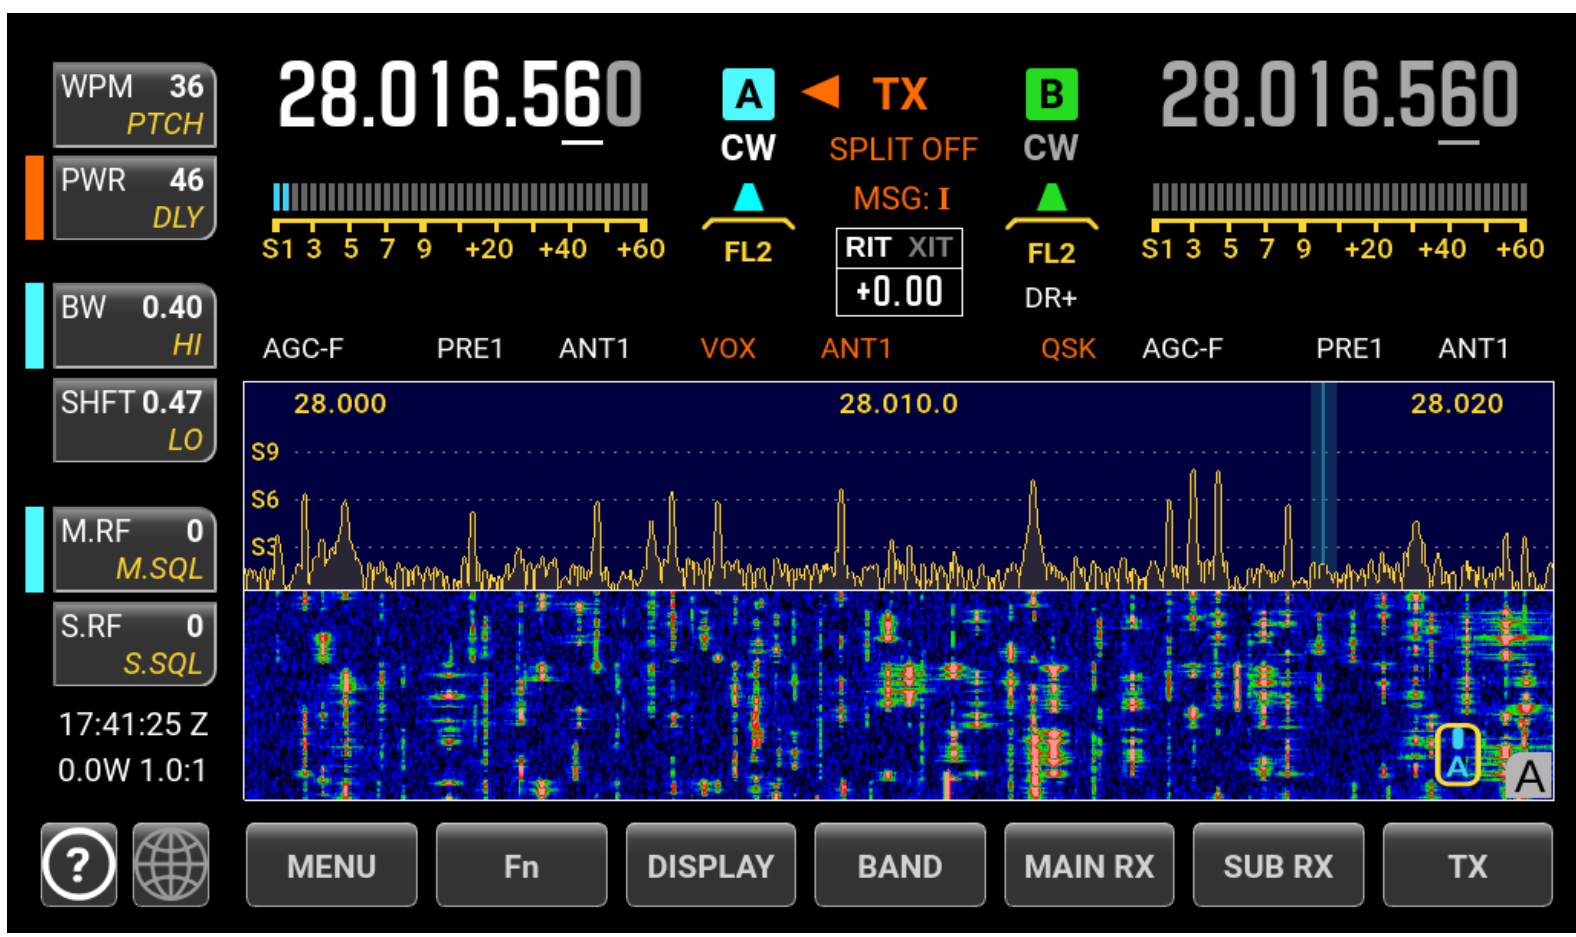 WPM 36
PTCH
PWR 46
DLY
BW 0.40
HI
SHFT 0.47
LO
M.RF 0
M.SQL
S.RF 0
S.SQL
17:41:25 Z
0.0W 1.0:1
28.016.560
A
TX
B
28.016.560
CW
SPLIT OFF
CW
MSG: I
S1 3 5 7 9 +20 +40 +60
FL2
RIT XIT
+0.00
FL2
DR+
S1 3 5 7 9 +20 +40 +60
AGC-F PRE1 ANT1 VOX ANT1 QSK AGC-F PRE1 ANT1
28.000 28.010.0 28.020
S9
S6
S3
A
A
?
MENU Fn DISPLAY BAND MAIN RX SUB RX TX